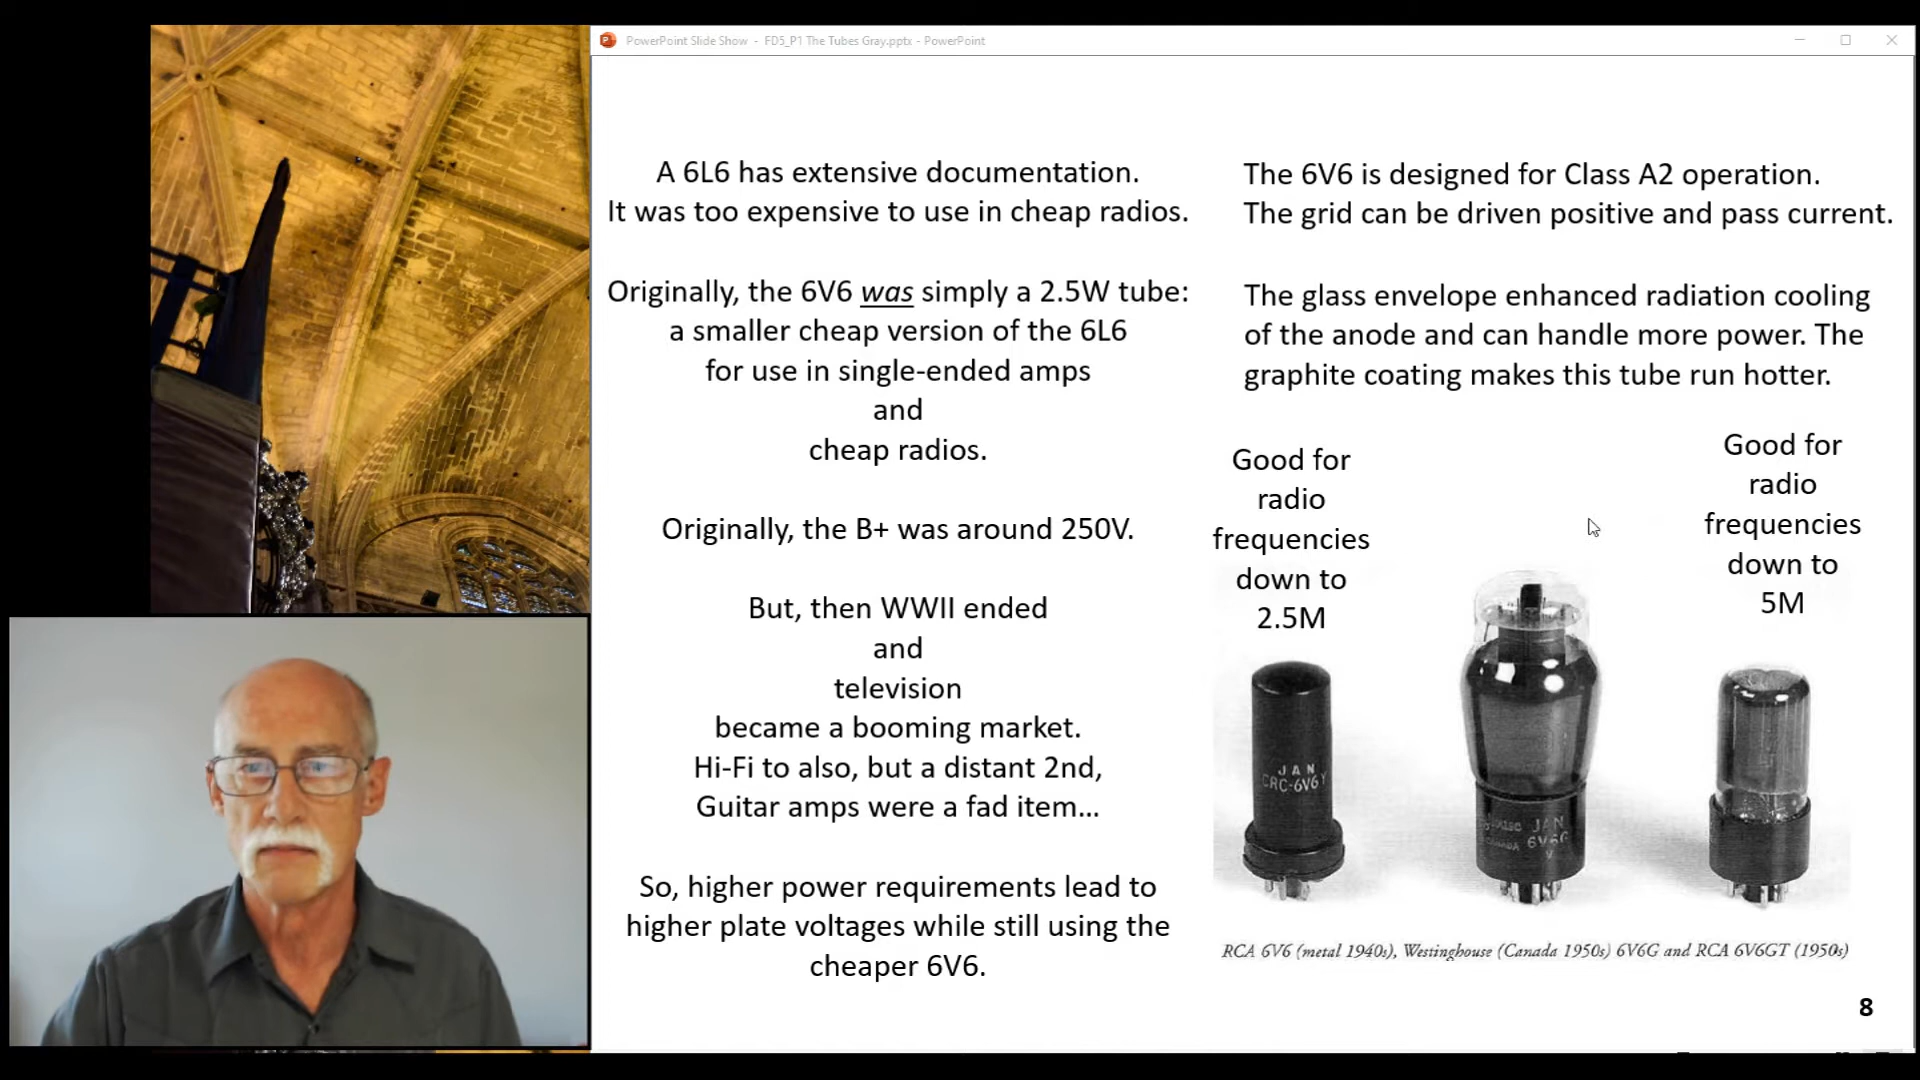 PowerPoint Slide Show - FD5_P1 The Tubes Gray.pptx - PowerPoint
A 6L6 has extensive documentation.
It was too expensive to use in cheap radios.
Originally, the 6V6 was simply a 2.5W tube:
a smaller cheap version of the 6L6
for use in single-ended amps
and
cheap radios.
Originally, the B+ was around 250V.
But, then WWII ended
and
television
became a booming market.
Hi-Fi to also, but a distant 2nd,
Guitar amps were a fad item...
So, higher power requirements lead to
higher plate voltages while still using the
cheaper 6V6.
The 6V6 is designed for Class A2 operation.
The grid can be driven positive and pass current.
The glass envelope enhanced radiation cooling
of the anode and can handle more power. The
graphite coating makes this tube run hotter.
Good for
radio
frequencies
down to
2.5M
Good for
radio
frequencies
down to
5M
JAN
CRC-6V6Y
JAN
CANADA 6V6G
V
RCA 6V6 (metal 1940s), Westinghouse (Canada 1950s) 6V6G and RCA 6V6GT (1950s)
8